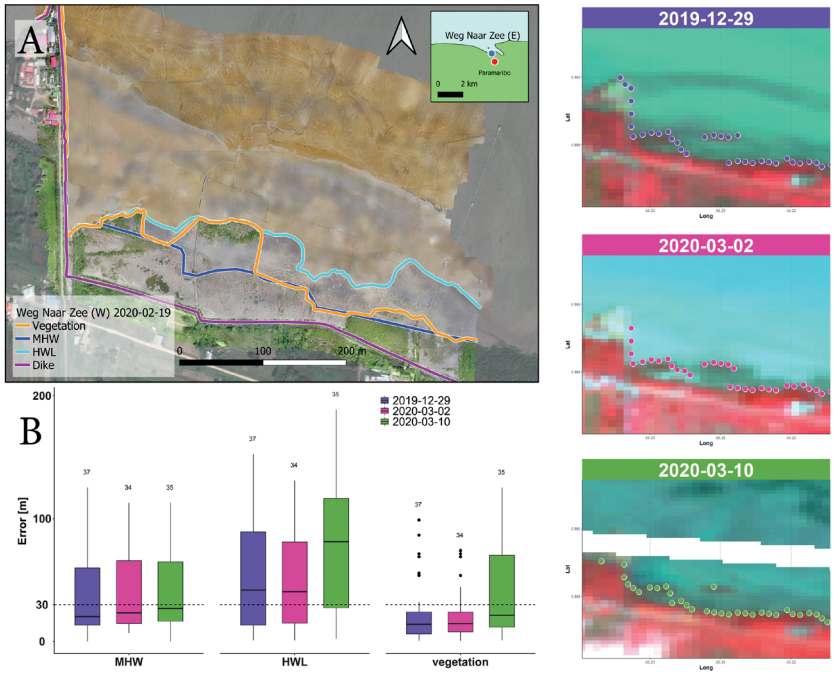 A
Weg Naar Zee (E)
Paramaribo
0 2 km
Weg Naar Zee (W) 2020-02-19
Vegetation
MHW
HWL
Dike
0 100 200 m
B
200
100
30
0
Error [m]
37
34
35
37
34
35
37
34
35
2019-12-29
2020-03-02
2020-03-10
MHW
HWL
vegetation
2019-12-29
Lat
Long
2020-03-02
Lat
Long
2020-03-10
Lat
Long